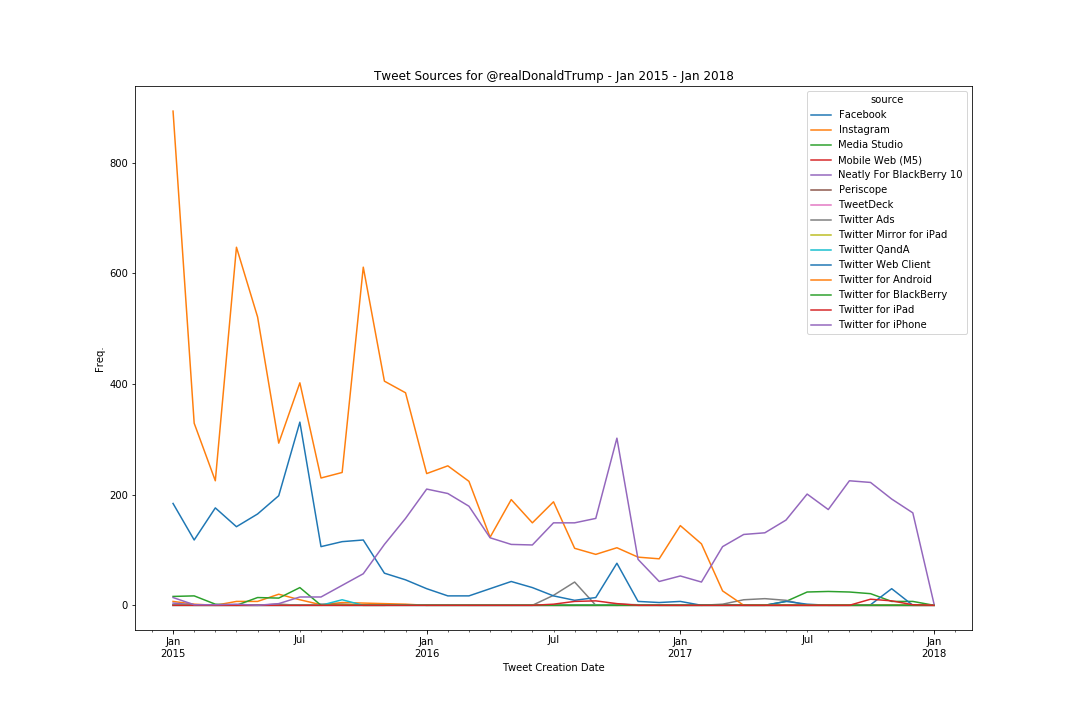 Tweet Sources for @realDonaldTrump - Jan 2015 - Jan 2018
source
Facebook
Instagram
Media Studio
Mobile Web (M5)
Neatly For BlackBerry 10
Periscope
TweetDeck
Twitter Ads
Twitter Mirror for iPad
Twitter QandA
Twitter Web Client
Twitter for Android
Twitter for BlackBerry
Twitter for iPad
Twitter for iPhone
Freq.
800
600
400
200
0
Jan Jul Jan Jul Jan Jul Jan
2015 2016 2017 2018
Tweet Creation Date